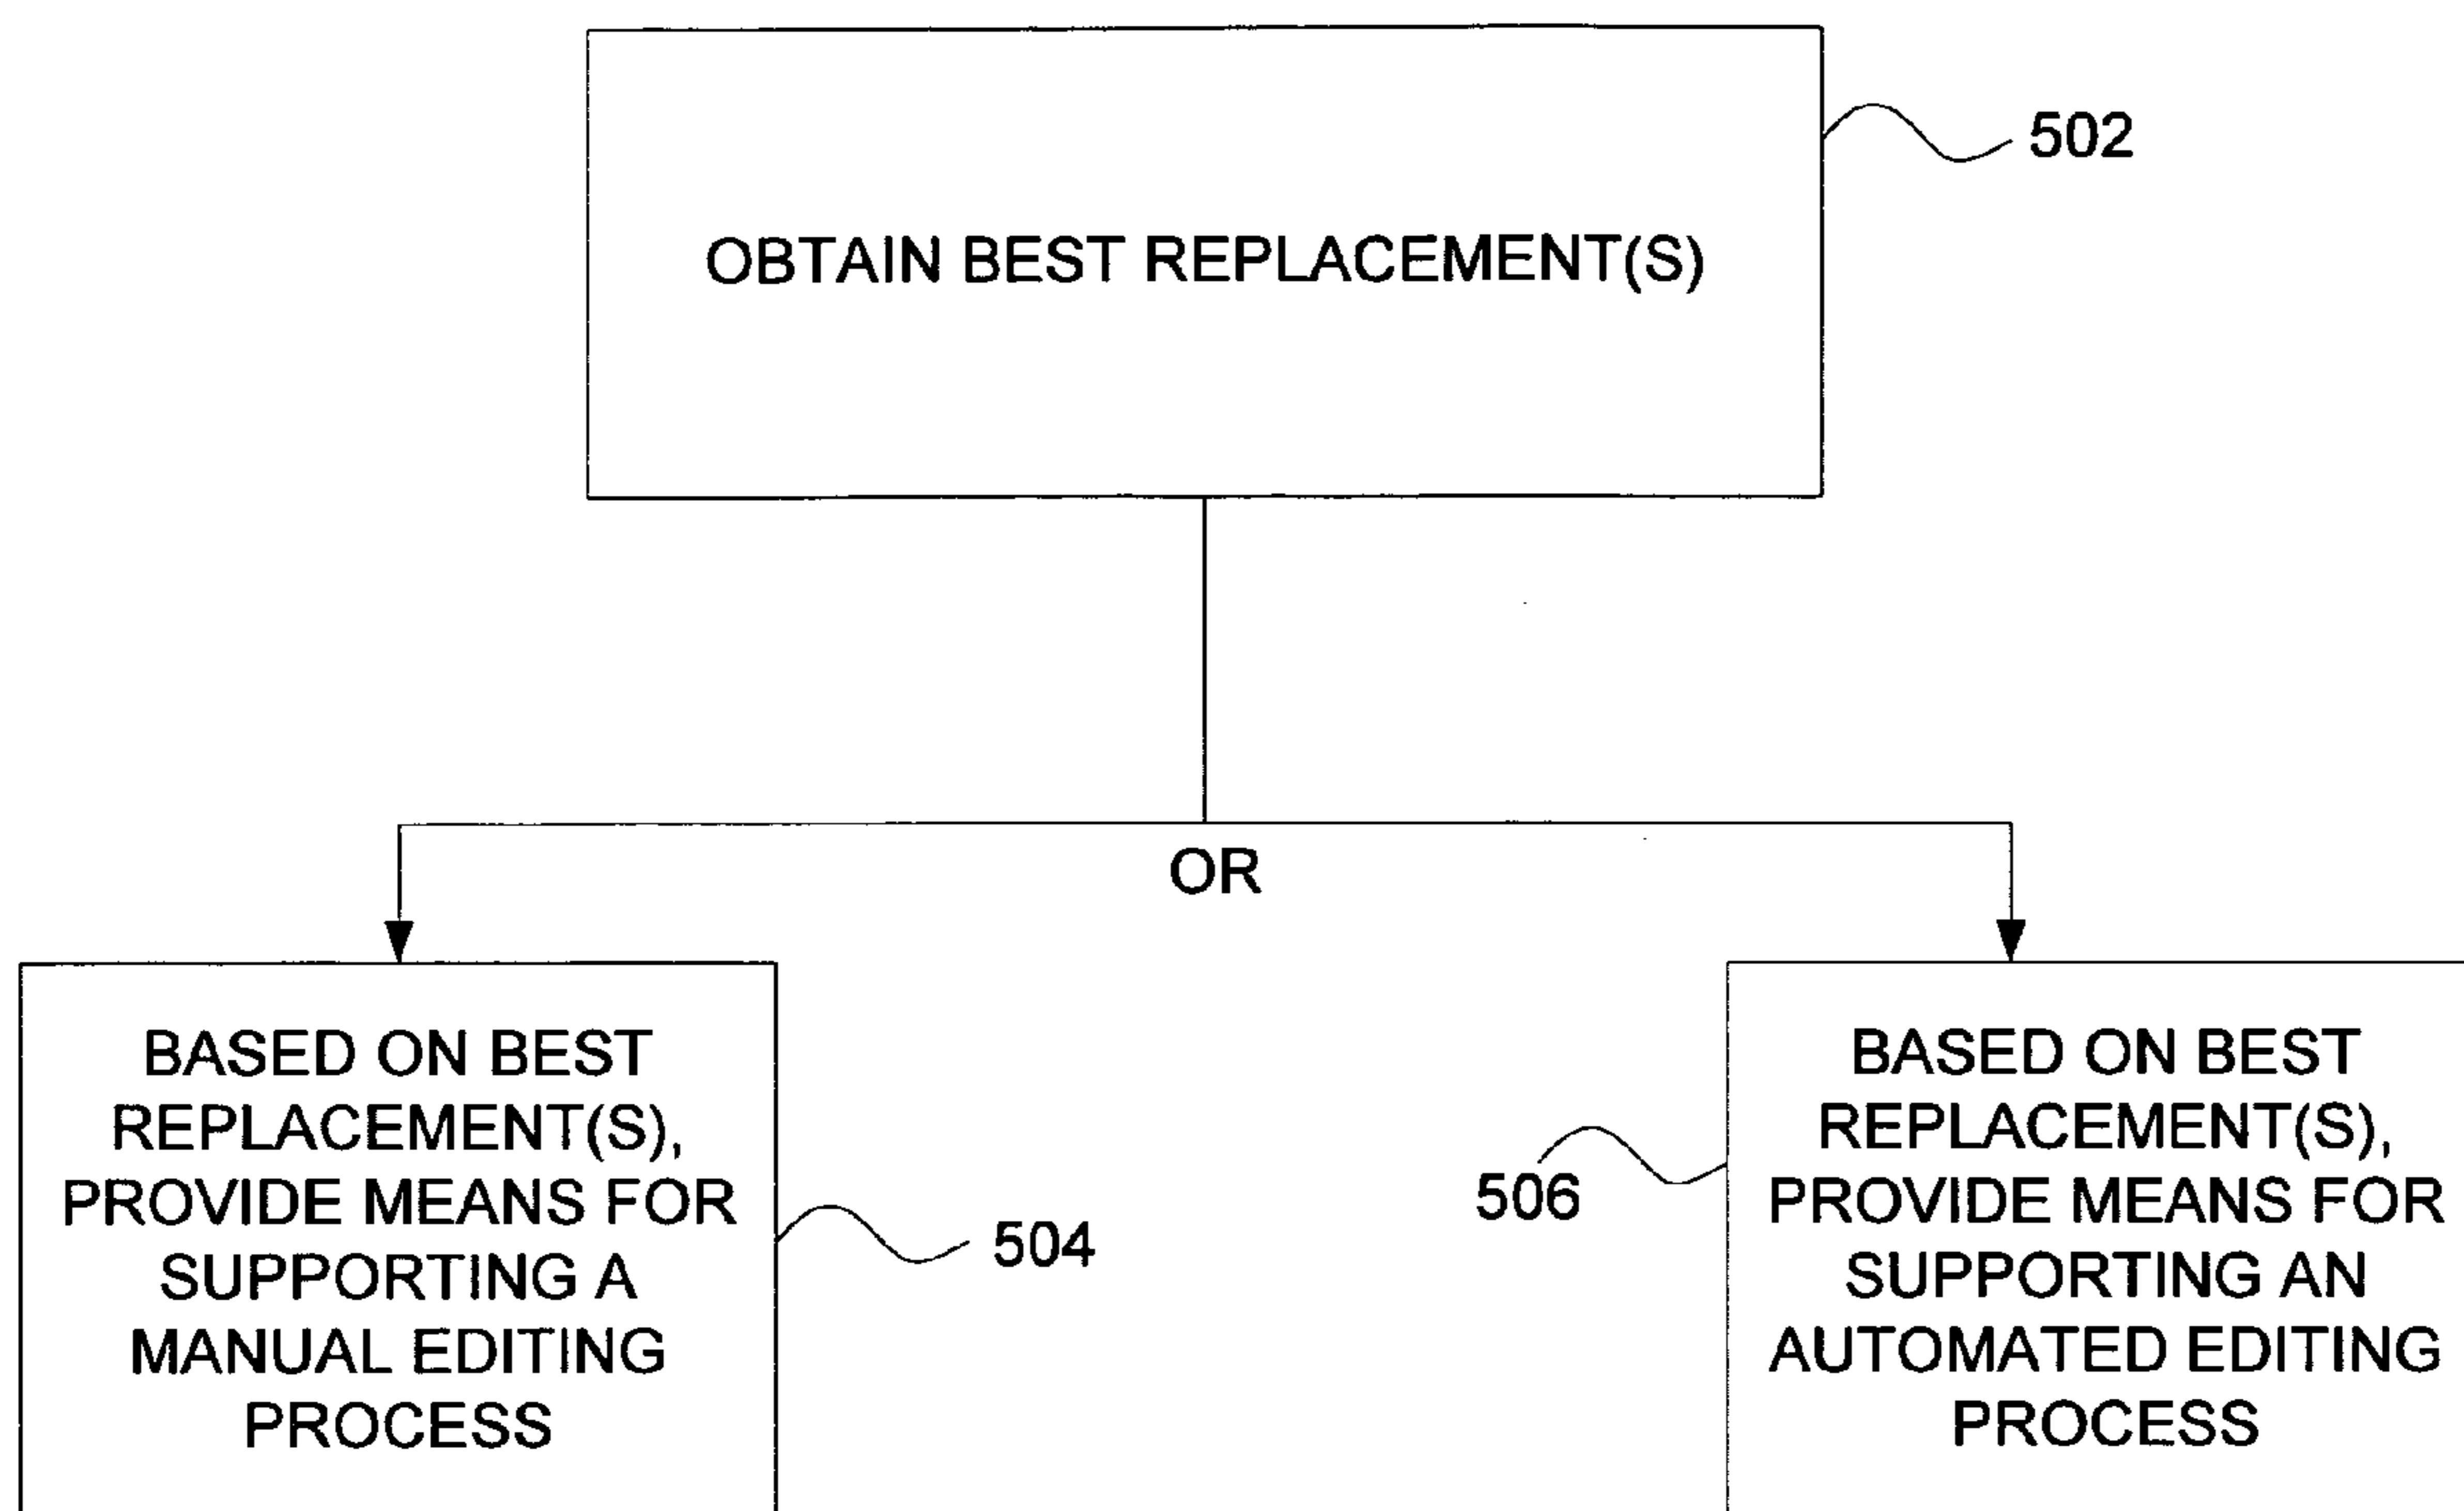 502
OBTAIN BEST REPLACEMENT(S)
OR
BASED ON BEST
REPLACEMENT(S),
PROVIDE MEANS FOR
SUPPORTING A
MANUAL EDITING
PROCESS
504
506
BASED ON BEST
REPLACEMENT(S),
PROVIDE MEANS FOR
SUPPORTING AN
AUTOMATED EDITING
PROCESS